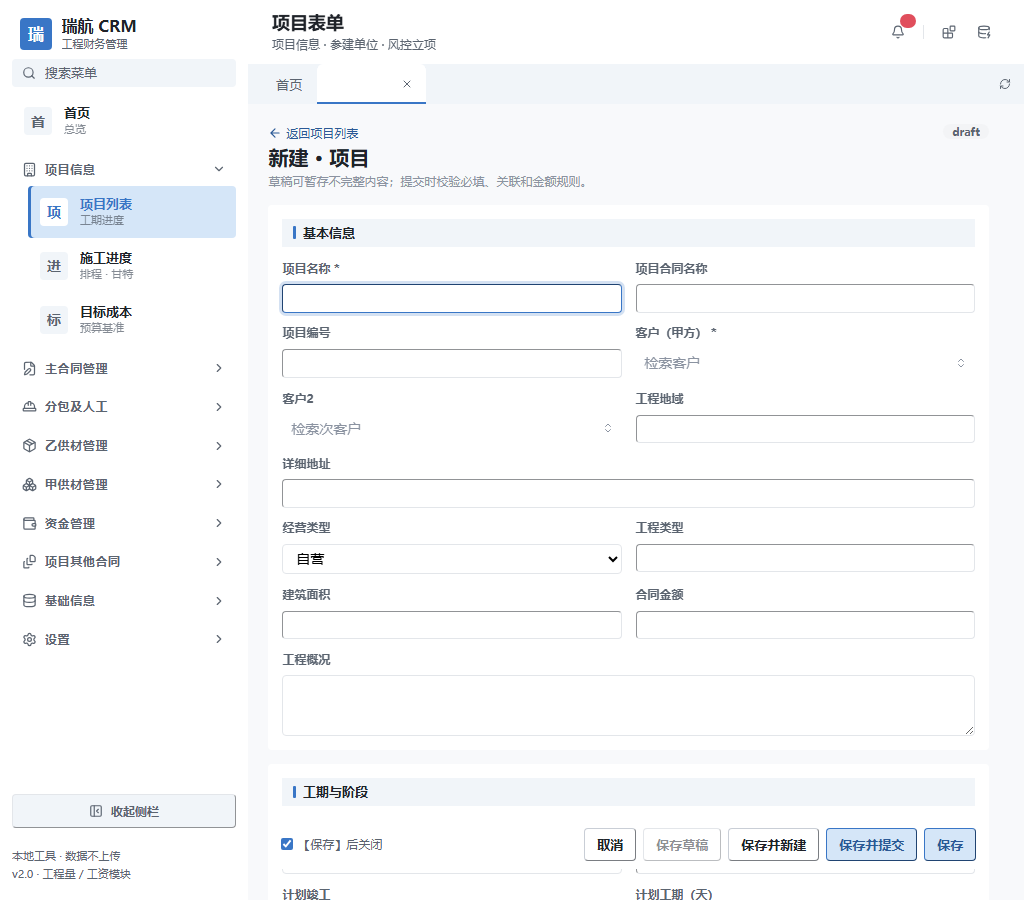 瑞
瑞航 CRM
工程财务管理
搜索菜单
首
首页
总览
项目信息
项
项目列表
工期进度
进
施工进度
排程 · 甘特
标
目标成本
预算基准
主合同管理
分包及人工
乙供材管理
甲供材管理
资金管理
项目其他合同
基础信息
设置
收起侧栏
本地工具 · 数据不上传
v2.0 · 工程量 / 工资模块
项目表单
项目信息 · 参建单位 · 风控立项
首页
返回项目列表
draft
新建 • 项目
草稿可暂存不完整内容；提交时校验必填、关联和金额规则。
基本信息
项目名称 *
项目合同名称
项目编号
客户（甲方） *
检索客户
客户2
检索次客户
工程地域
详细地址
经营类型
自营
工程类型
建筑面积
合同金额
工程概况
工期与阶段
【保存】后关闭
取消
保存草稿
保存并新建
保存并提交
保存
计划竣工
计划工期（天）